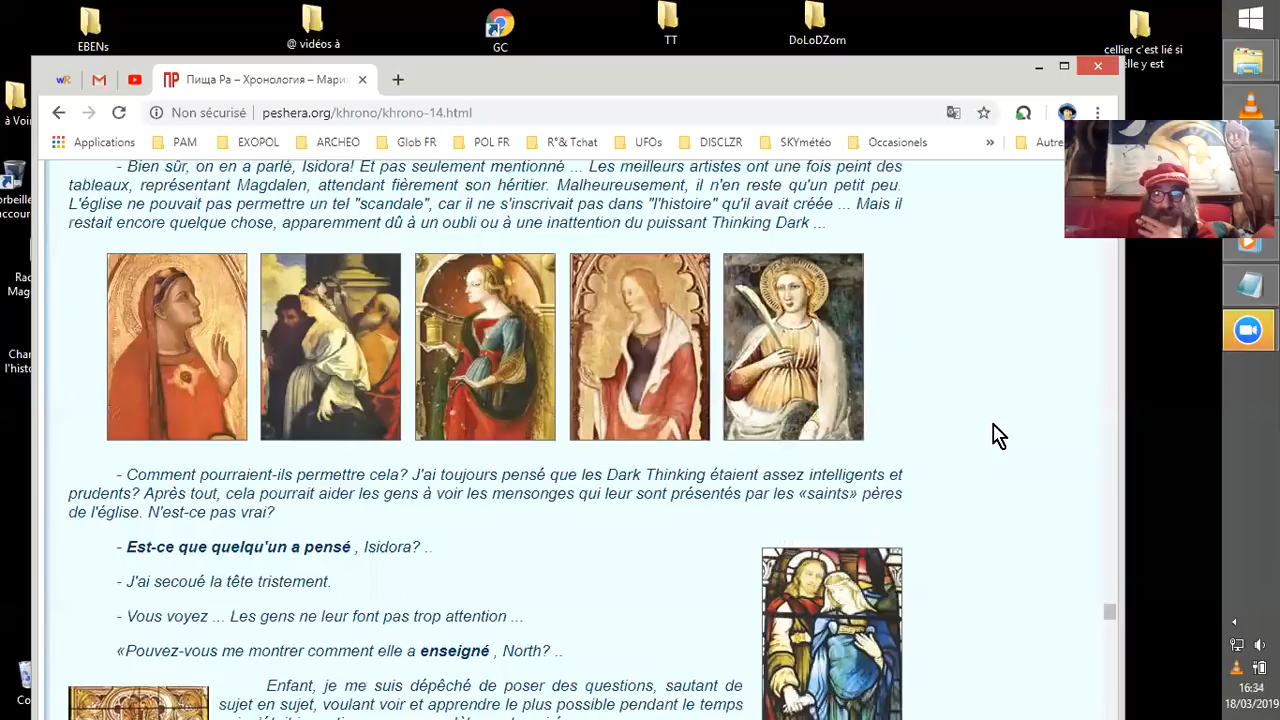 EBENs
@ vidéos à
GC
TT
DoLoDZom
cellier c'est lié si
elle y est
Пища Ра – Хронология – Мари
Non sécurisé
peshera.org/khrono/khrono-14.html
Applications
PAM
EXOPOL
ARCHEO
Glob FR
POL FR
R°& Tchat
UFOs
DISCLZR
SKYmétéo
Occasionels
»
Autre
à Voir
orbeille
accour
Rac
Mag
Chan
l'histo
- Bien sûr, on en a parlé, Isidora! Et pas seulement mentionné ... Les meilleurs artistes ont une fois peint des
tableaux, représentant Magdalen, attendant fièrement son héritier. Malheureusement, il n'en reste qu'un petit peu.
L'église ne pouvait pas permettre un tel "scandale", car il ne s'inscrivait pas dans "l'histoire" qu'il avait créée ... Mais il
restait encore quelque chose, apparemment dû à un oubli ou à une inattention du puissant Thinking Dark ...
- Comment pourraient-ils permettre cela? J'ai toujours pensé que les Dark Thinking étaient assez intelligents et
prudents? Après tout, cela pourrait aider les gens à voir les mensonges qui leur sont présentés par les «saints» pères
de l'église. N'est-ce pas vrai?
- Est-ce que quelqu'un a pensé , Isidora? ..
- J'ai secoué la tête tristement.
- Vous voyez ... Les gens ne leur font pas trop attention ...
«Pouvez-vous me montrer comment elle a enseigné , North? ..
Enfant, je me suis dépêché de poser des questions, sautant de
sujet en sujet, voulant voir et apprendre le plus possible pendant le temps
16:34
18/03/2019